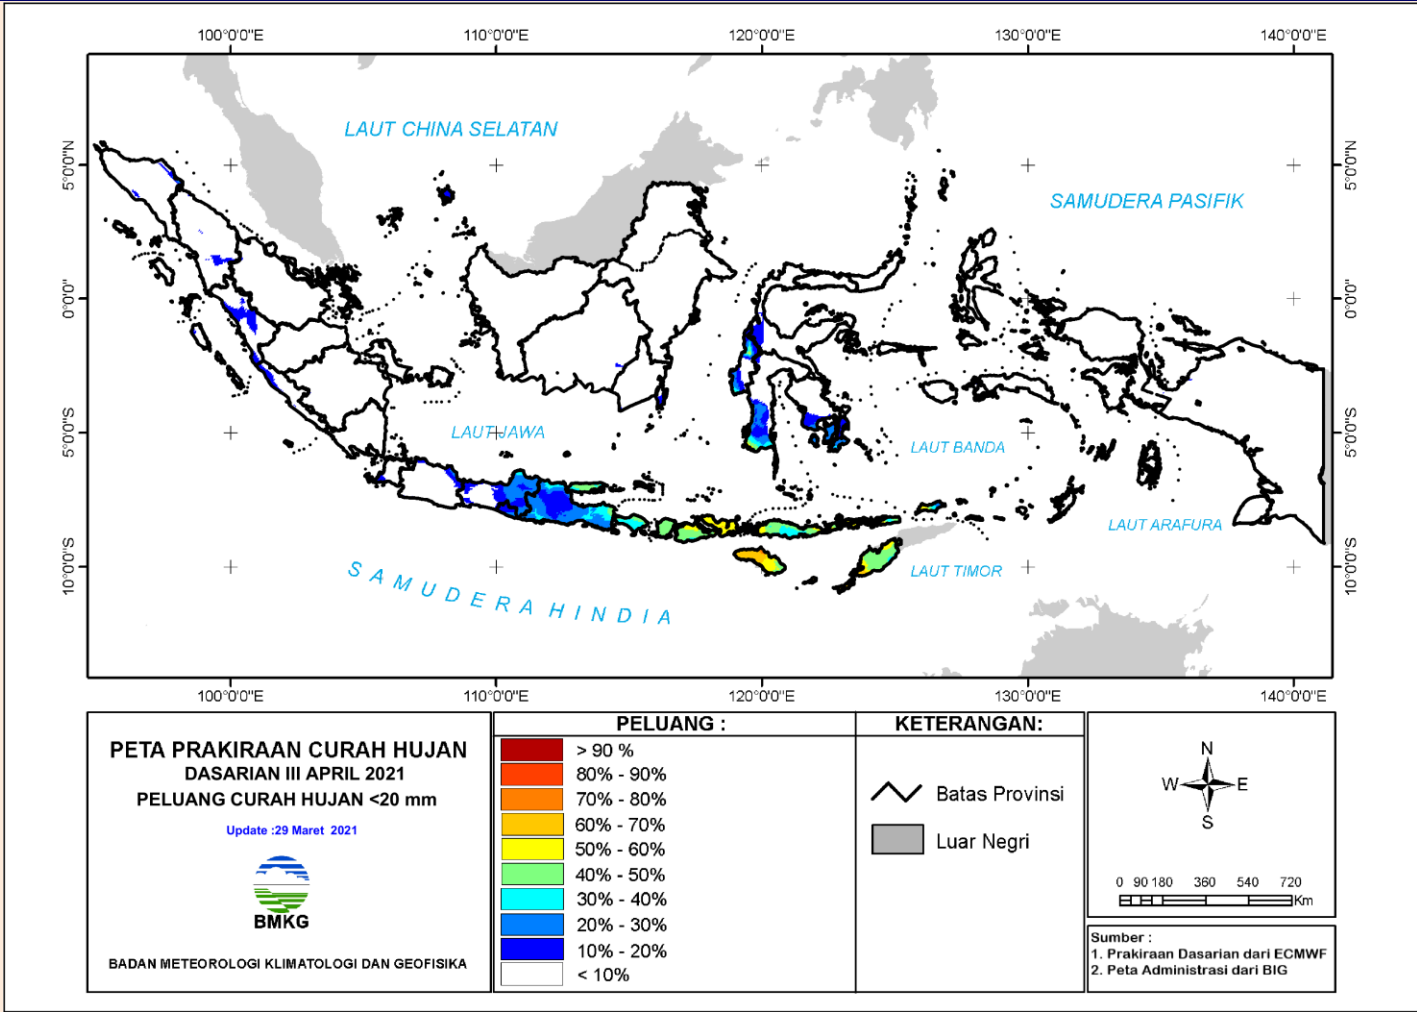 100°0'0"E 110°0'0"E 120°0'0"E 130°0'0"E 140°0'0"E
5°0'0"N 5°0'0"N
LAUT CHINA SELATAN
SAMUDERA PASIFIK
0°0'0" 0°0'0"
5°0'0"S 5°0'0"S
LAUT JAWA
LAUT BANDA
LAUT ARAFURA
10°0'0"S 10°0'0"S
LAUT TIMOR
SAMUDERA HINDIA
100°0'0"E 110°0'0"E 120°0'0"E 130°0'0"E 140°0'0"E
PETA PRAKIRAAN CURAH HUJAN
DASARIAN III APRIL 2021
PELUANG CURAH HUJAN <20 mm
Update :29 Maret 2021
BMKG
BADAN METEOROLOGI KLIMATOLOGI DAN GEOFISIKA
PELUANG :
> 90 %
80% - 90%
70% - 80%
60% - 70%
50% - 60%
40% - 50%
30% - 40%
20% - 30%
10% - 20%
< 10%
KETERANGAN:
Batas Provinsi
Luar Negri
N
W E
S
0 90 180 360 540 720
Km
Sumber :
1. Prakiraan Dasarian dari ECMWF
2. Peta Administrasi dari BIG